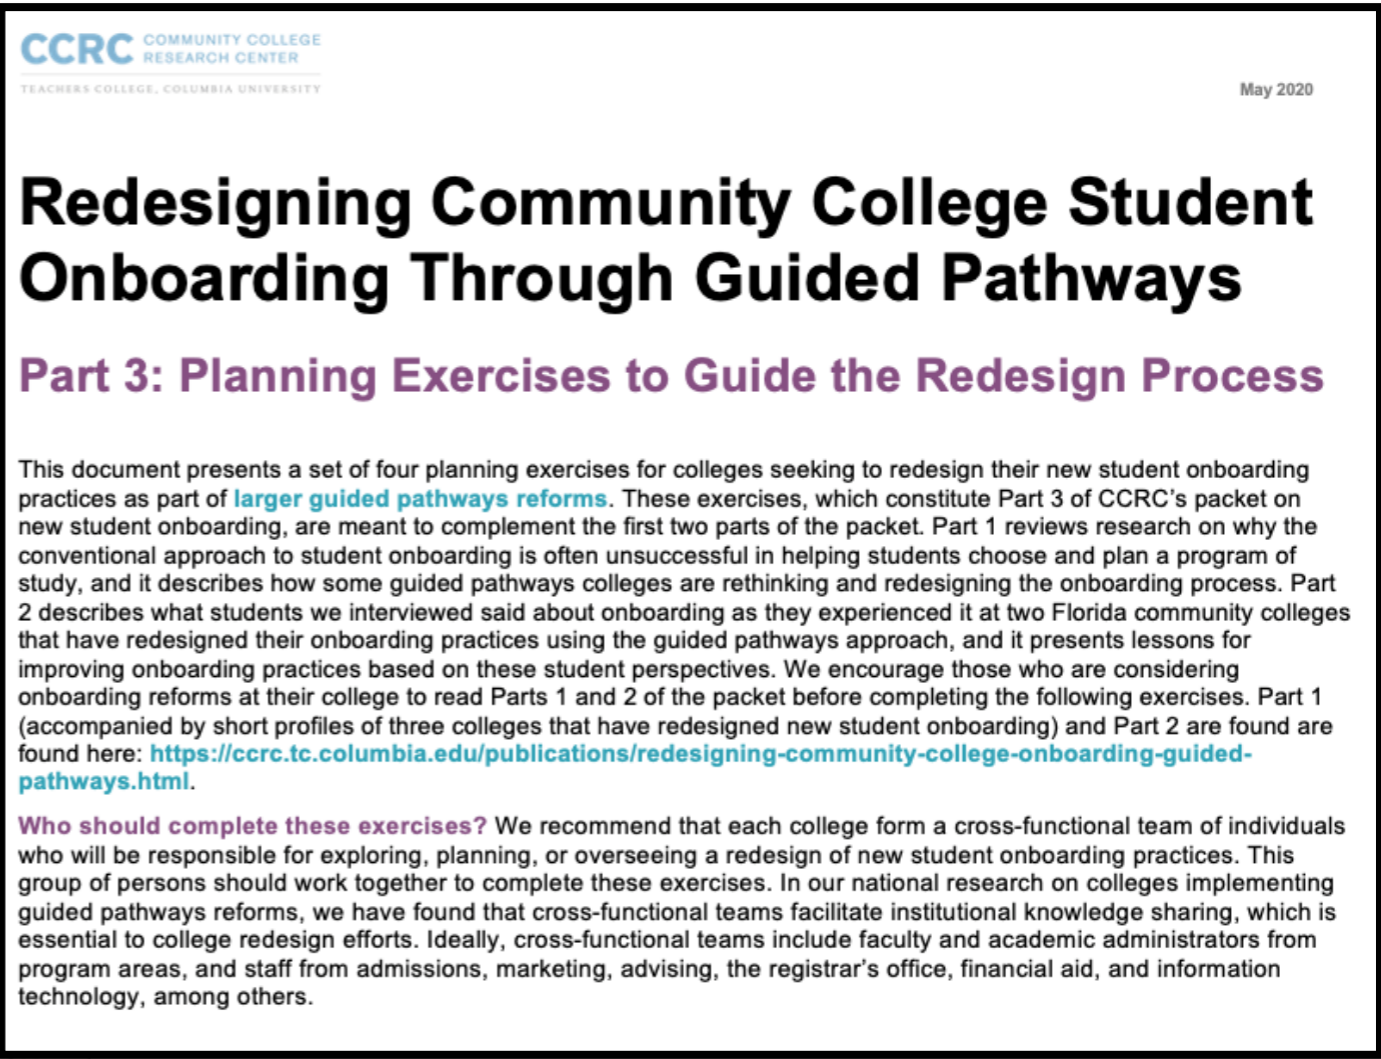 CCRC COMMUNITY COLLEGE
RESEARCH CENTER
TEACHERS COLLEGE, COLUMBIA UNIVERSITY
May 2020
Redesigning Community College Student
Onboarding Through Guided Pathways
Part 3: Planning Exercises to Guide the Redesign Process
This document presents a set of four planning exercises for colleges seeking to redesign their new student onboarding
practices as part of larger guided pathways reforms. These exercises, which constitute Part 3 of CCRC's packet on
new student onboarding, are meant to complement the first two parts of the packet. Part 1 reviews research on why the
conventional approach to student onboarding is often unsuccessful in helping students choose and plan a program of
study, and it describes how some guided pathways colleges are rethinking and redesigning the onboarding process. Part
2 describes what students we interviewed said about onboarding as they experienced it at two Florida community colleges
that have redesigned their onboarding practices using the guided pathways approach, and it presents lessons for
improving onboarding practices based on these student perspectives. We encourage those who are considering
onboarding reforms at their college to read Parts 1 and 2 of the packet before completing the following exercises. Part 1
(accompanied by short profiles of three colleges that have redesigned new student onboarding) and Part 2 are found are
found here: https://ccrc.tc.columbia.edu/publications/redesigning-community-college-onboarding-guided-
pathways.html.
Who should complete these exercises? We recommend that each college form a cross-functional team of individuals
who will be responsible for exploring, planning, or overseeing a redesign of new student onboarding practices. This
group of persons should work together to complete these exercises. In our national research on colleges implementing
guided pathways reforms, we have found that cross-functional teams facilitate institutional knowledge sharing, which is
essential to college redesign efforts. Ideally, cross-functional teams include faculty and academic administrators from
program areas, and staff from admissions, marketing, advising, the registrar's office, financial aid, and information
technology, among others.